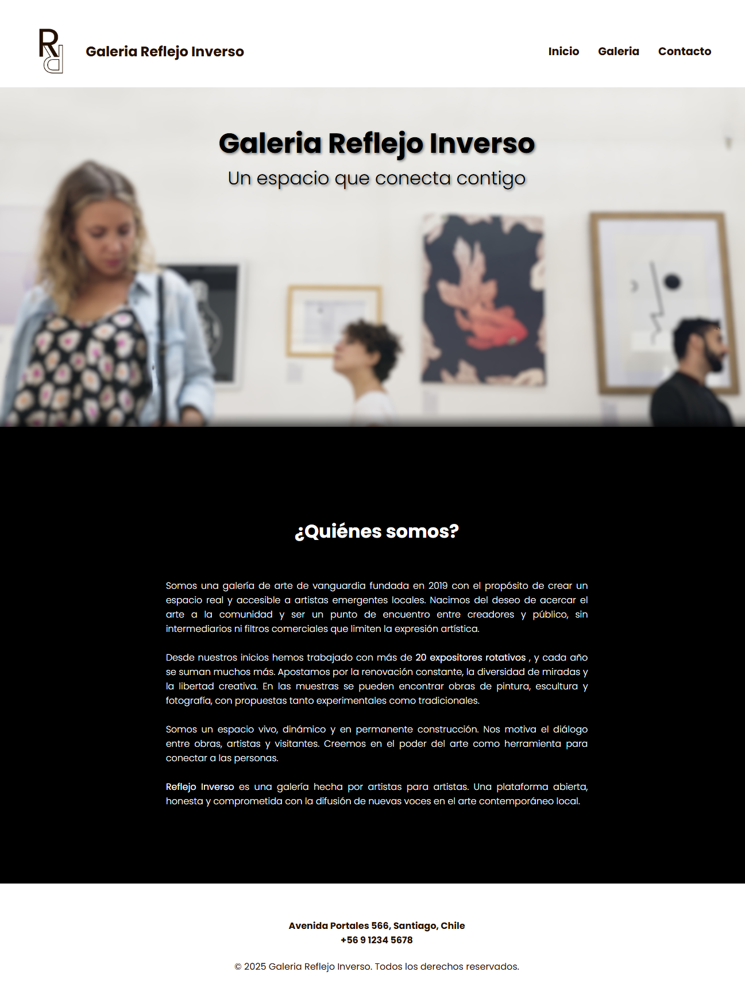 R
R
Galeria Reflejo Inverso
Inicio Galeria Contacto
Galeria Reflejo Inverso
Un espacio que conecta contigo
¿Quiénes somos?
Somos una galería de arte de vanguardia fundada en 2019 con el propósito de crear un
espacio real y accesible a artistas emergentes locales. Nacimos del deseo de acercar el
arte a la comunidad y ser un punto de encuentro entre creadores y público, sin
intermediarios ni filtros comerciales que limiten la expresión artística.
Desde nuestros inicios hemos trabajado con más de 20 expositores rotativos , y cada año
se suman muchos más. Apostamos por la renovación constante, la diversidad de miradas y
la libertad creativa. En las muestras se pueden encontrar obras de pintura, escultura y
fotografía, con propuestas tanto experimentales como tradicionales.
Somos un espacio vivo, dinámico y en permanente construcción. Nos motiva el diálogo
entre obras, artistas y visitantes. Creemos en el poder del arte como herramienta para
conectar a las personas.
Reflejo Inverso es una galería hecha por artistas para artistas. Una plataforma abierta,
honesta y comprometida con la difusión de nuevas voces en el arte contemporáneo local.
Avenida Portales 566, Santiago, Chile
+56 9 1234 5678
© 2025 Galeria Reflejo Inverso. Todos los derechos reservados.